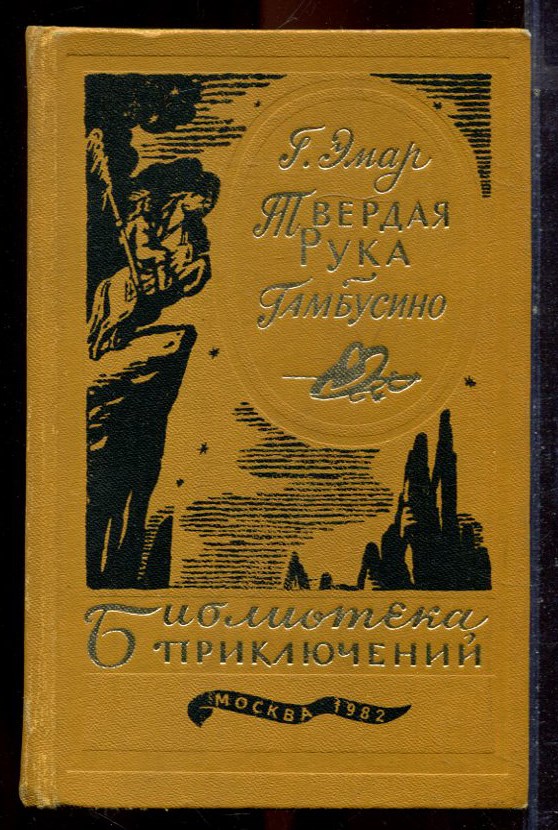 Г. Эмар
Твердая
Рука
Гамбусино
Библиотека
приключений
Москва 1982